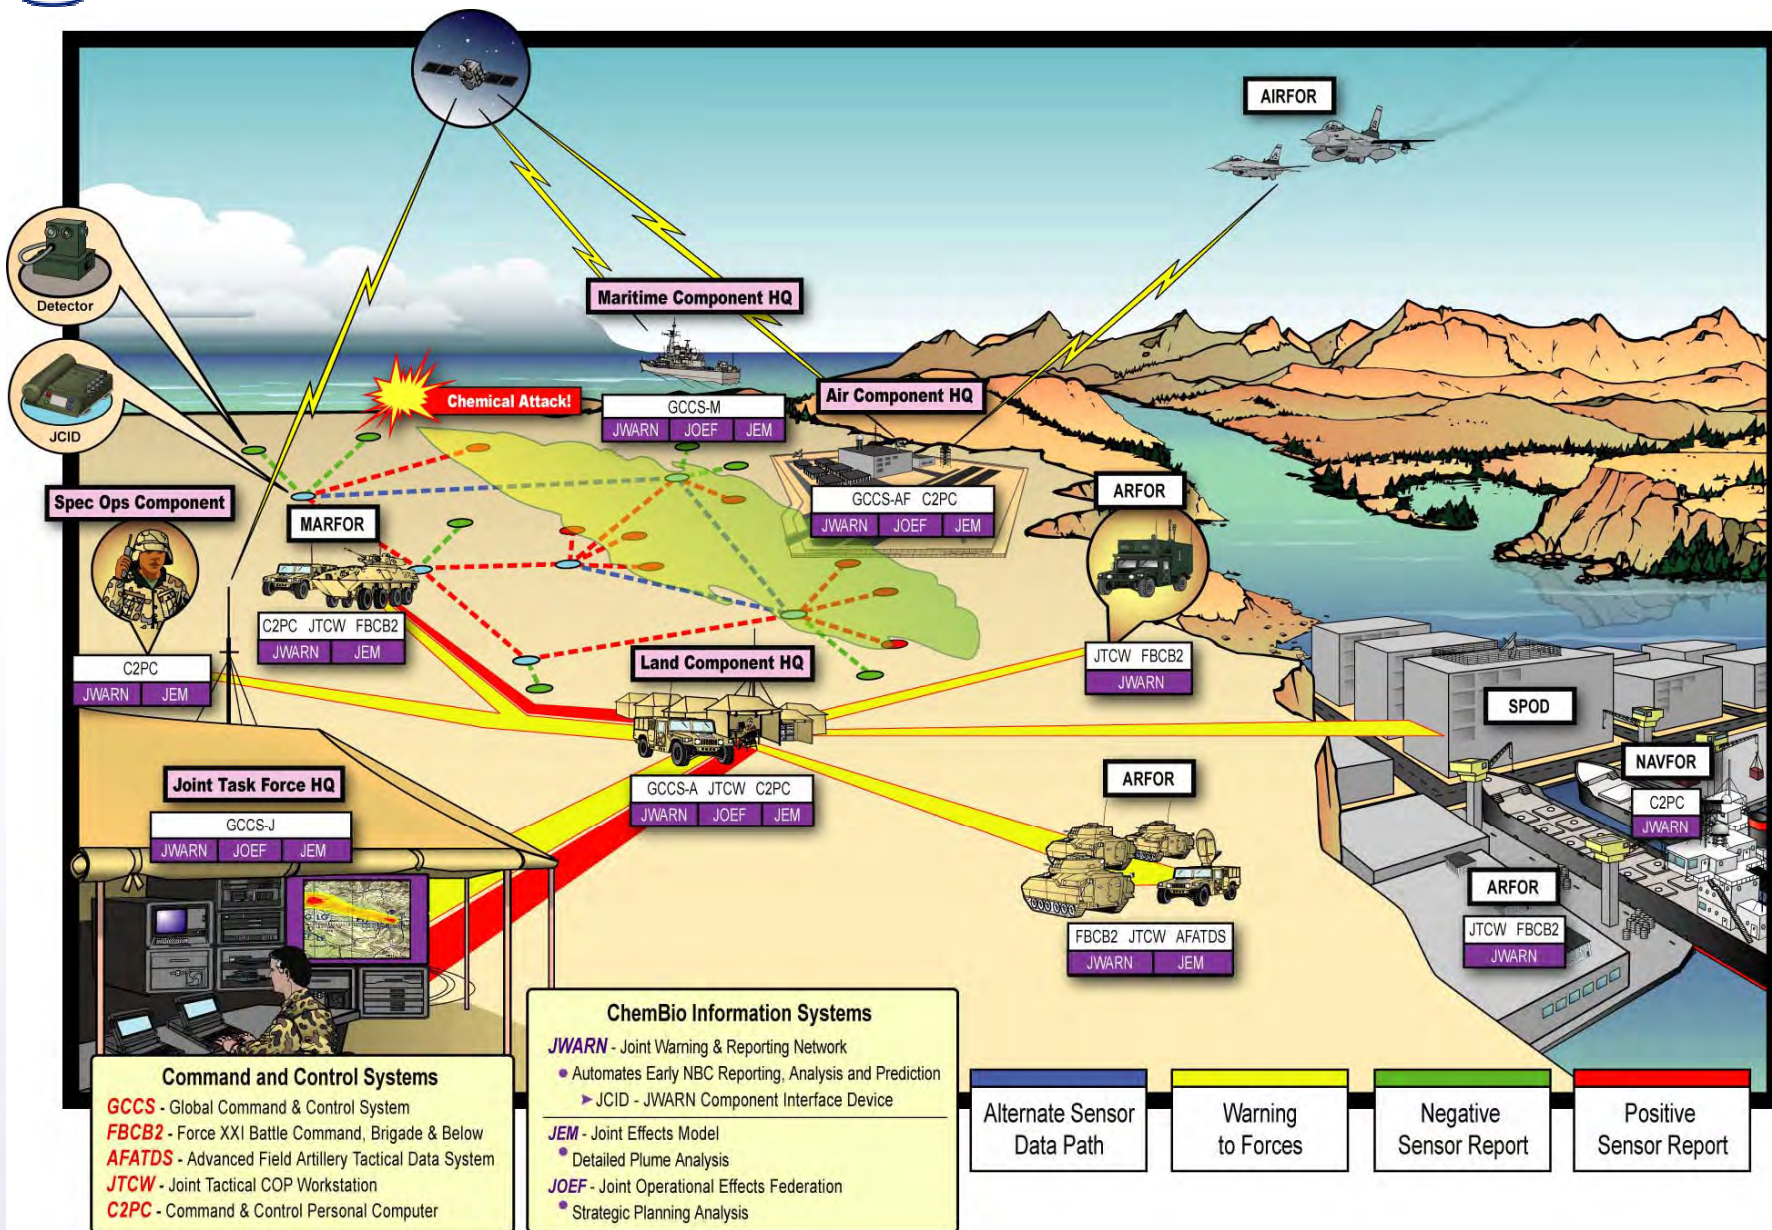 AIRFOR
Detector
JCID
Maritime Component HQ
Chemical Attack!
Air Component HQ
GCCS-M
JWARN JOEF JEM
Spec Ops Component
MARFOR
GCCS-AF C2PC
JWARN JOEF JEM
ARFOR
C2PC JTCW FBCB2
JWARN JEM
C2PC
JWARN JEM
Land Component HQ
JTCW FBCB2
JWARN
SPOD
Joint Task Force HQ
GCCS-J
JWARN JOEF JEM
GCCS-A JTCW C2PC
JWARN JOEF JEM
ARFOR
NAVFOR
C2PC
JWARN
ARFOR
JTCW FBCB2
JWARN
FBCB2 JTCW AFATDS
JWARN JEM
Command and Control Systems
GCCS - Global Command & Control System
FBCB2 - Force XXI Battle Command, Brigade & Below
AFATDS - Advanced Field Artillery Tactical Data System
JTCW - Joint Tactical COP Workstation
C2PC - Command & Control Personal Computer
ChemBio Information Systems
JWARN - Joint Warning & Reporting Network
• Automates Early NBC Reporting, Analysis and Prediction
➤ JCID - JWARN Component Interface Device
JEM - Joint Effects Model
• Detailed Plume Analysis
JOEF - Joint Operational Effects Federation
• Strategic Planning Analysis
Alternate Sensor
Data Path
Warning
to Forces
Negative
Sensor Report
Positive
Sensor Report